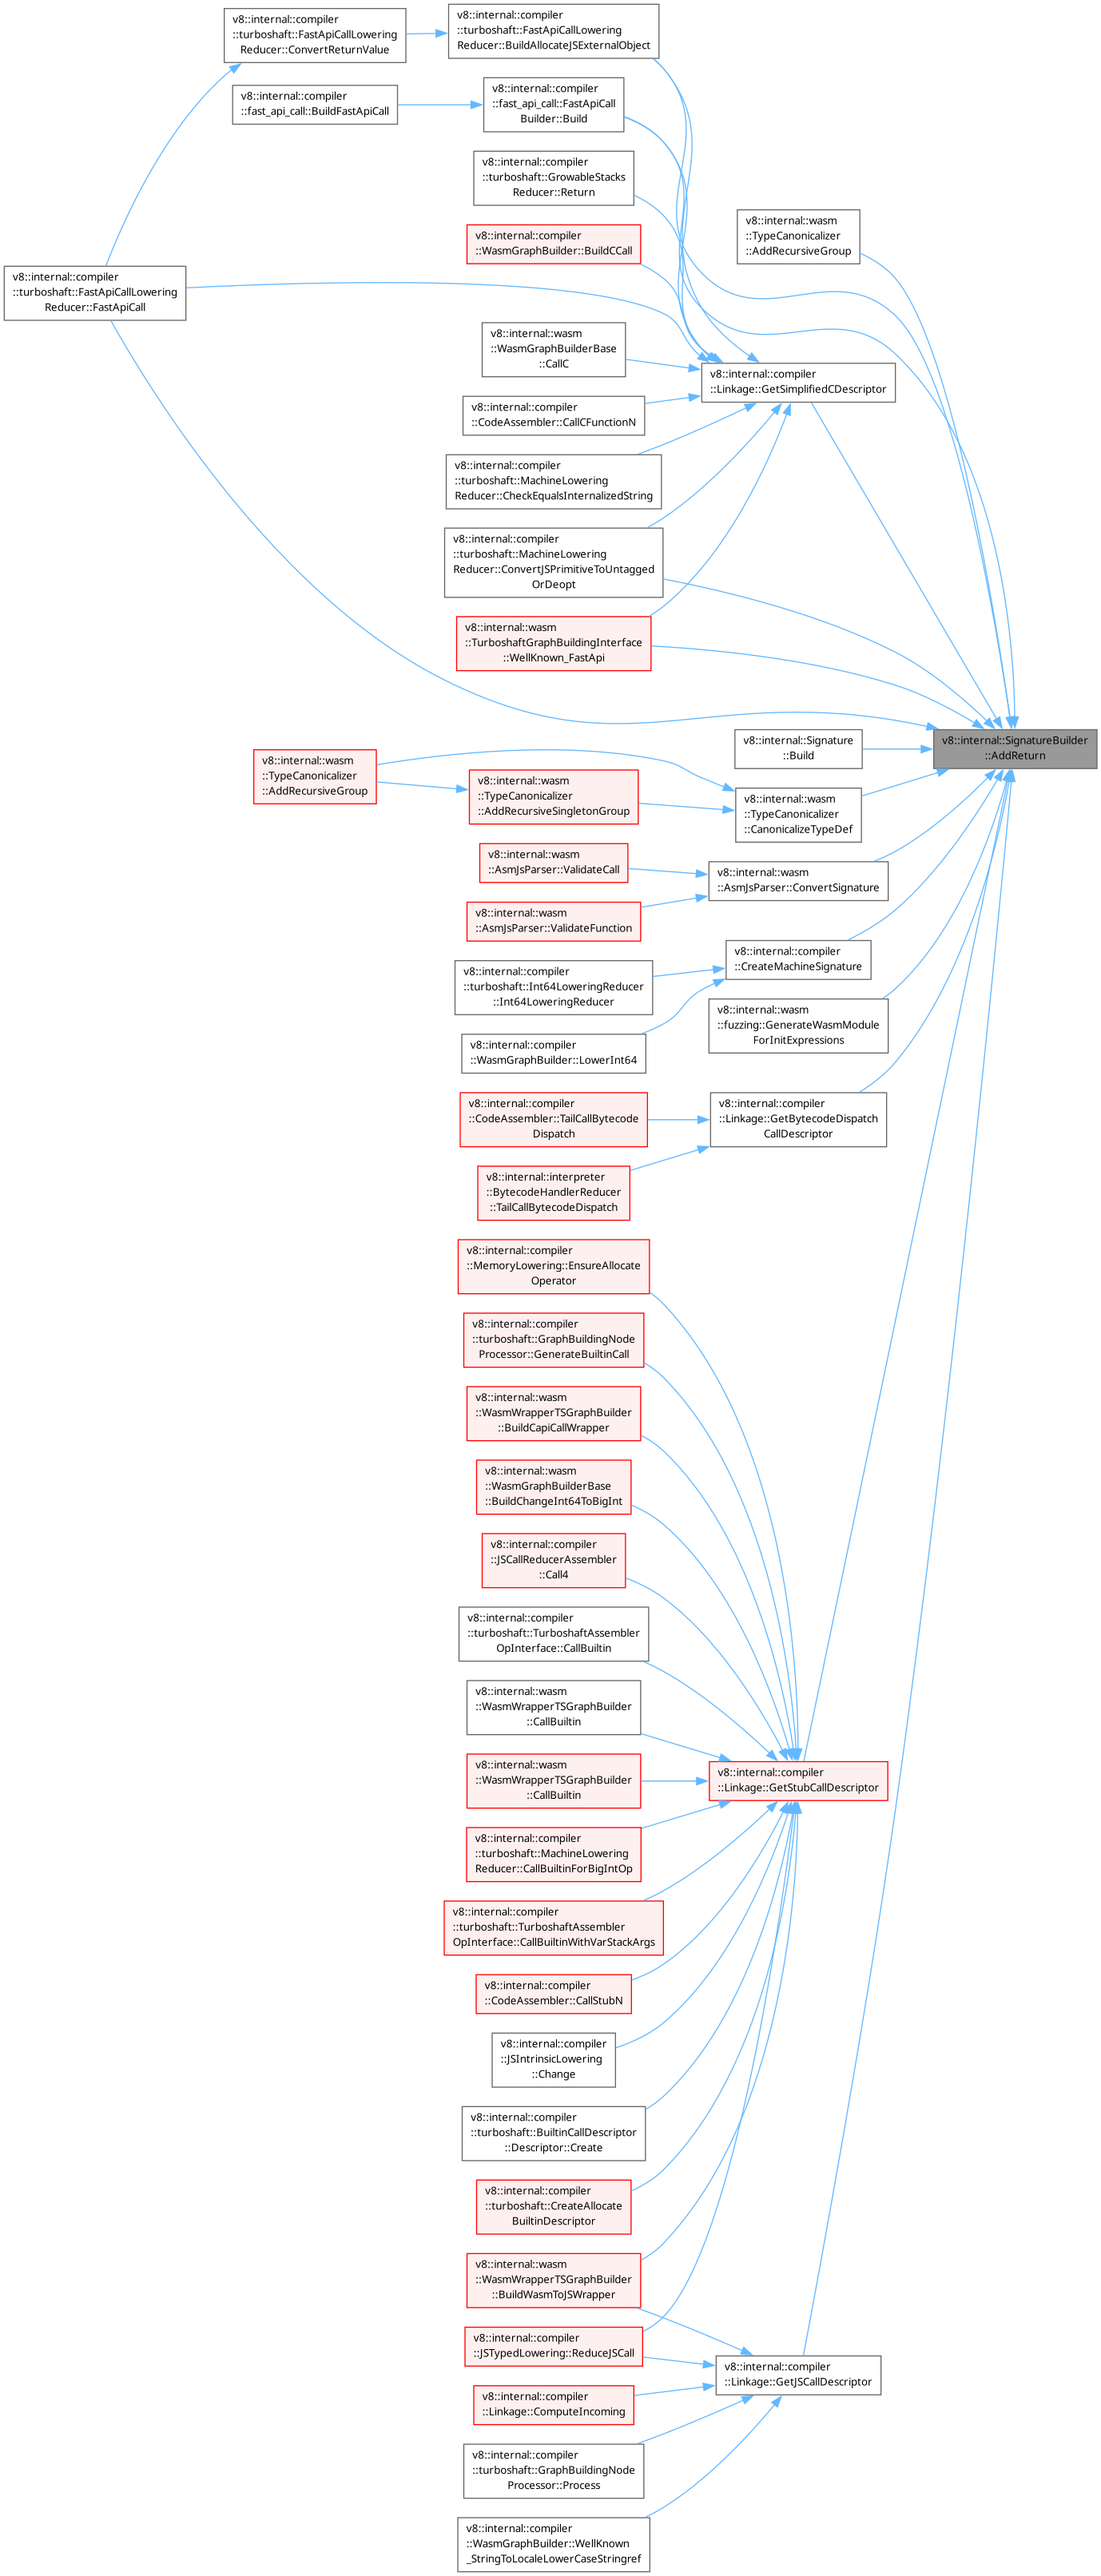 v8::internal::compiler
::turboshaft::FastApiCallLowering
Reducer::ConvertReturnValue
v8::internal::compiler
::turboshaft::FastApiCallLowering
Reducer::BuildAllocateJSExternalObject
v8::internal::compiler
::fast_api_call::BuildFastApiCall
v8::internal::compiler
::fast_api_call::FastApiCall
Builder::Build
v8::internal::compiler
::turboshaft::GrowableStacks
Reducer::Return
v8::internal::wasm
::TypeCanonicalizer
::AddRecursiveGroup
v8::internal::compiler
::WasmGraphBuilder::BuildCCall
v8::internal::compiler
::turboshaft::FastApiCallLowering
Reducer::FastApiCall
v8::internal::wasm
::WasmGraphBuilderBase
::CallC
v8::internal::compiler
::Linkage::GetSimplifiedCDescriptor
v8::internal::compiler
::CodeAssembler::CallCFunctionN
v8::internal::compiler
::turboshaft::MachineLowering
Reducer::CheckEqualsInternalizedString
v8::internal::compiler
::turboshaft::MachineLowering
Reducer::ConvertJSPrimitiveToUntagged
OrDeopt
v8::internal::wasm
::TurboshaftGraphBuildingInterface
::WellKnown_FastApi
v8::internal::Signature
::Build
v8::internal::SignatureBuilder
::AddReturn
v8::internal::wasm
::TypeCanonicalizer
::AddRecursiveGroup
v8::internal::wasm
::TypeCanonicalizer
::AddRecursiveSingletonGroup
v8::internal::wasm
::TypeCanonicalizer
::CanonicalizeTypeDef
v8::internal::wasm
::AsmJsParser::ValidateCall
v8::internal::wasm
::AsmJsParser::ConvertSignature
v8::internal::wasm
::AsmJsParser::ValidateFunction
v8::internal::compiler
::CreateMachineSignature
v8::internal::compiler
::turboshaft::Int64LoweringReducer
::Int64LoweringReducer
v8::internal::wasm
::fuzzing::GenerateWasmModule
ForInitExpressions
v8::internal::compiler
::WasmGraphBuilder::LowerInt64
v8::internal::compiler
::CodeAssembler::TailCallBytecode
Dispatch
v8::internal::compiler
::Linkage::GetBytecodeDispatch
CallDescriptor
v8::internal::interpreter
::BytecodeHandlerReducer
::TailCallBytecodeDispatch
v8::internal::compiler
::MemoryLowering::EnsureAllocate
Operator
v8::internal::compiler
::turboshaft::GraphBuildingNode
Processor::GenerateBuiltinCall
v8::internal::wasm
::WasmWrapperTSGraphBuilder
::BuildCapiCallWrapper
v8::internal::wasm
::WasmGraphBuilderBase
::BuildChangeInt64ToBigInt
v8::internal::compiler
::JSCallReducerAssembler
::Call4
v8::internal::compiler
::turboshaft::TurboshaftAssembler
OpInterface::CallBuiltin
v8::internal::wasm
::WasmWrapperTSGraphBuilder
::CallBuiltin
v8::internal::wasm
::WasmWrapperTSGraphBuilder
::CallBuiltin
v8::internal::compiler
::Linkage::GetStubCallDescriptor
v8::internal::compiler
::turboshaft::MachineLowering
Reducer::CallBuiltinForBigIntOp
v8::internal::compiler
::turboshaft::TurboshaftAssembler
OpInterface::CallBuiltinWithVarStackArgs
v8::internal::compiler
::CodeAssembler::CallStubN
v8::internal::compiler
::JSIntrinsicLowering
::Change
v8::internal::compiler
::turboshaft::BuiltinCallDescriptor
::Descriptor::Create
v8::internal::compiler
::turboshaft::CreateAllocate
BuiltinDescriptor
v8::internal::wasm
::WasmWrapperTSGraphBuilder
::BuildWasmToJSWrapper
v8::internal::compiler
::JSTypedLowering::ReduceJSCall
v8::internal::compiler
::Linkage::GetJSCallDescriptor
v8::internal::compiler
::Linkage::ComputeIncoming
v8::internal::compiler
::turboshaft::GraphBuildingNode
Processor::Process
v8::internal::compiler
::WasmGraphBuilder::WellKnown
_StringToLocaleLowerCaseStringref